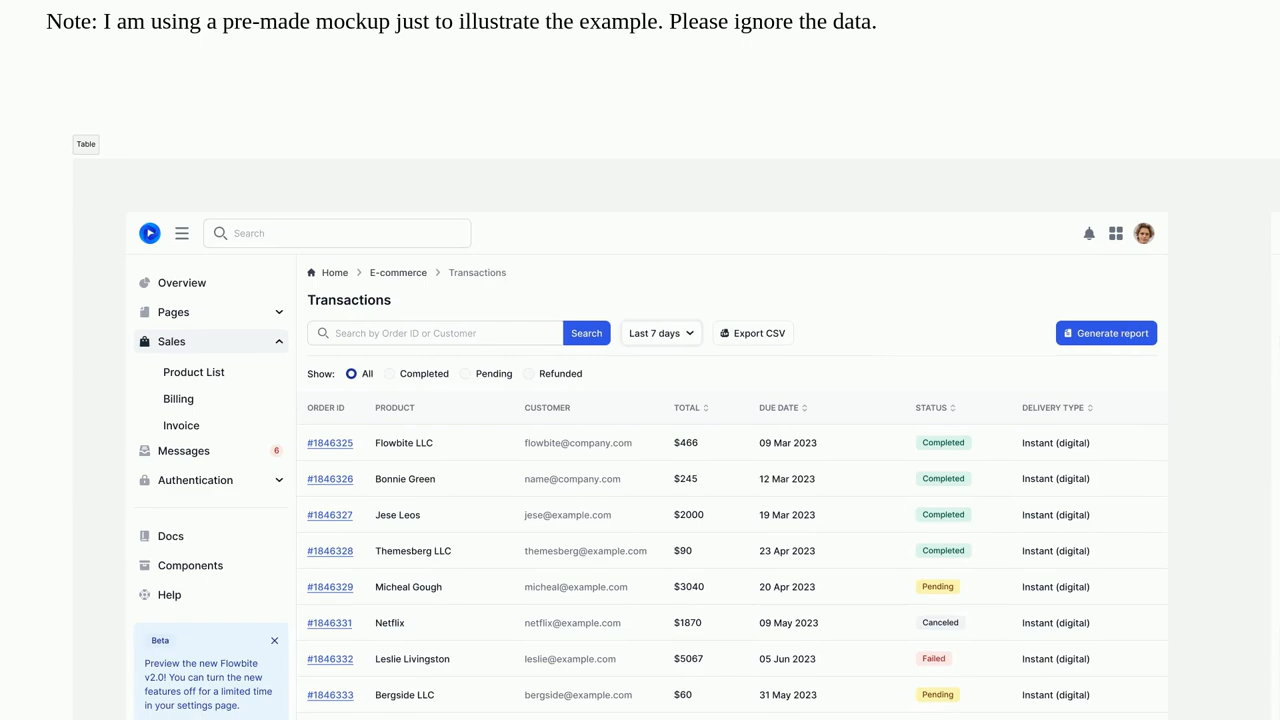 Note: I am using a pre-made mockup just to illustrate the example. Please ignore the data.
Table
Search
Overview
Pages
Sales
Product List
Billing
Invoice
Messages 6
Authentication
Docs
Components
Help
Beta
Preview the new Flowbite
v2.0! You can turn the new
features off for a limited time
in your settings page.
Home E-commerce Transactions
Transactions
Search by Order ID or Customer Search Last 7 days Export CSV Generate report
Show: All Completed Pending Refunded
ORDER ID PRODUCT CUSTOMER TOTAL DUE DATE STATUS DELIVERY TYPE
#1846325 Flowbite LLC flowbite@company.com $466 09 Mar 2023 Completed Instant (digital)
#1846326 Bonnie Green name@company.com $245 12 Mar 2023 Completed Instant (digital)
#1846327 Jese Leos jese@example.com $2000 19 Mar 2023 Completed Instant (digital)
#1846328 Themesberg LLC themesberg@example.com $90 23 Apr 2023 Completed Instant (digital)
#1846329 Micheal Gough micheal@example.com $3040 20 Apr 2023 Pending Instant (digital)
#1846331 Netflix netflix@example.com $1870 09 May 2023 Canceled Instant (digital)
#1846332 Leslie Livingston leslie@example.com $5067 05 Jun 2023 Failed Instant (digital)
#1846333 Bergside LLC bergside@example.com $60 31 May 2023 Pending Instant (digital)